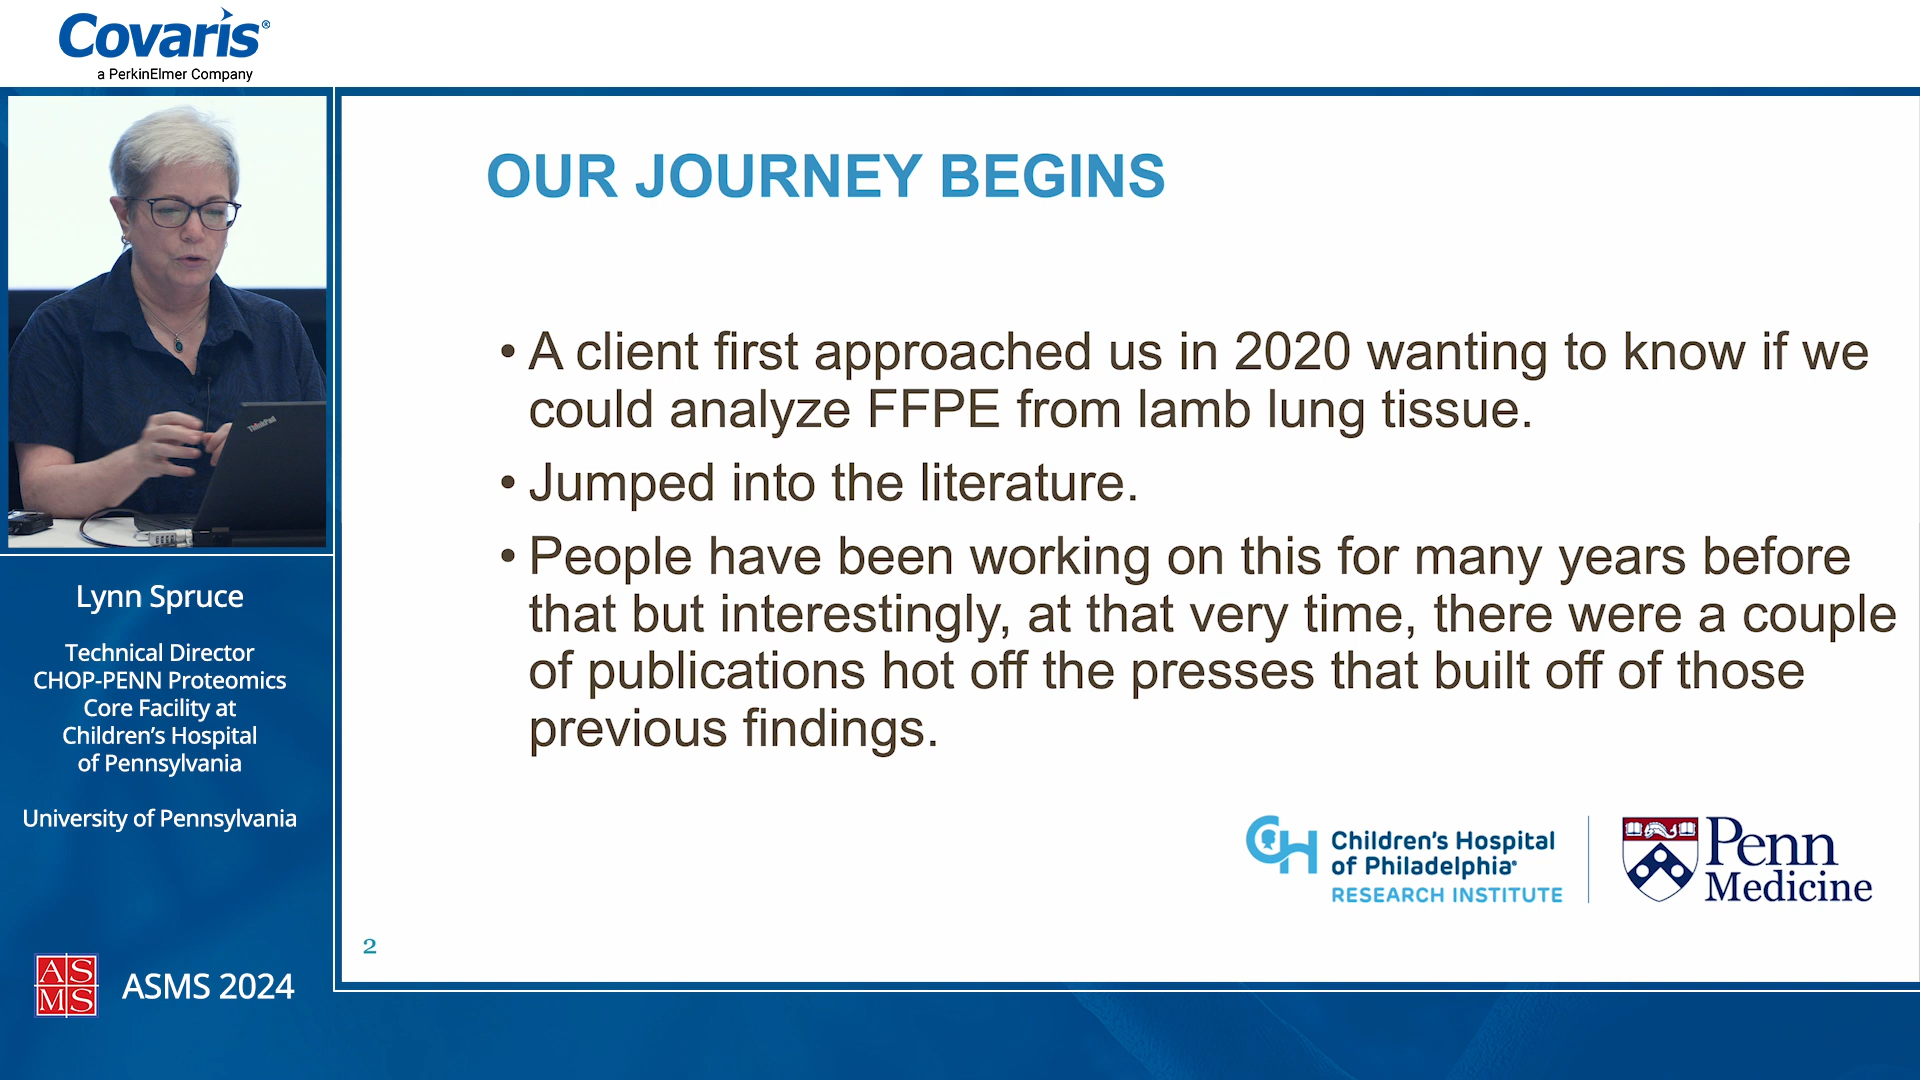 Covaris®
a PerkinElmer Company
ThinkPad
Lynn Spruce
Technical Director
CHOP-PENN Proteomics
Core Facility at
Children's Hospital
of Pennsylvania
University of Pennsylvania
AS
MS
ASMS 2024
OUR JOURNEY BEGINS
• A client first approached us in 2020 wanting to know if we
could analyze FFPE from lamb lung tissue.
• Jumped into the literature.
• People have been working on this for many years before
that but interestingly, at that very time, there were a couple
of publications hot off the presses that built off of those
previous findings.
CH
Children's Hospital
of Philadelphia®
RESEARCH INSTITUTE
Penn
Medicine
2